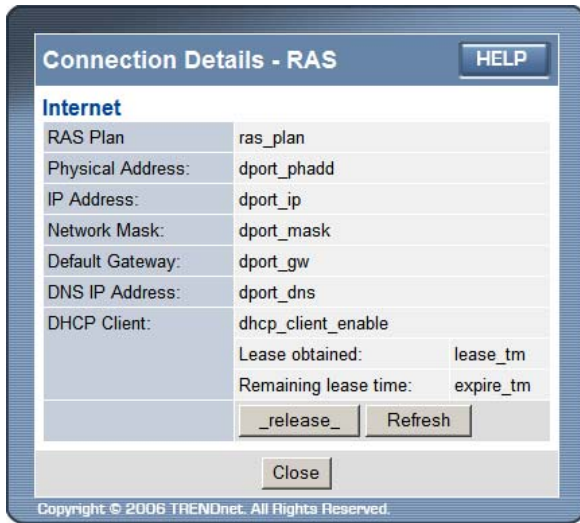 Connection Details - RAS HELP
Internet
RAS Plan ras_plan
Physical Address: dport_phadd
IP Address: dport_ip
Network Mask: dport_mask
Default Gateway: dport_gw
DNS IP Address: dport_dns
DHCP Client: dhcp_client_enable
Lease obtained: lease_tm
Remaining lease time: expire_tm
_release_ Refresh
Close
Copyright © 2006 TRENDnet. All Rights Reserved.